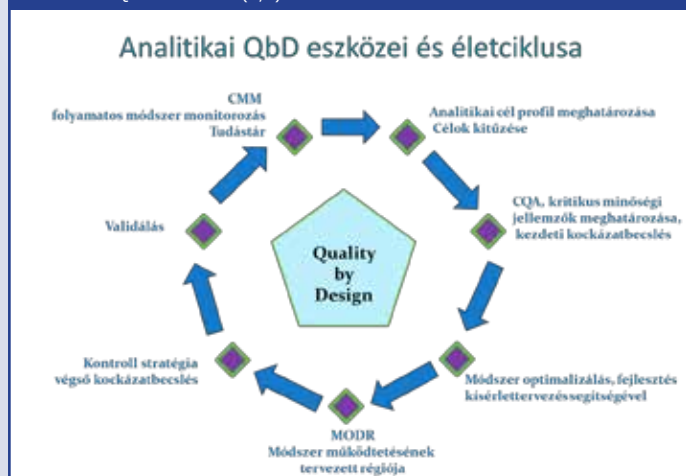 Analitikai QbD eszközei és életciklusa
CMM
folyamatos módszer monitorozás
Tudástár
Analitikai cél profil meghatározása
Célok kitűzése
CQA, kritikus minőségi
jellemzők meghatározása,
kezdeti kockázatbecslés
Validálás
Quality
by
Design
Kontroll stratégia
végső kockázatbecslés
Módszer optimalizálás, fejlesztés
kísérlettervezés segítségével
MODR
Módszer működtetésének
tervezett régiója